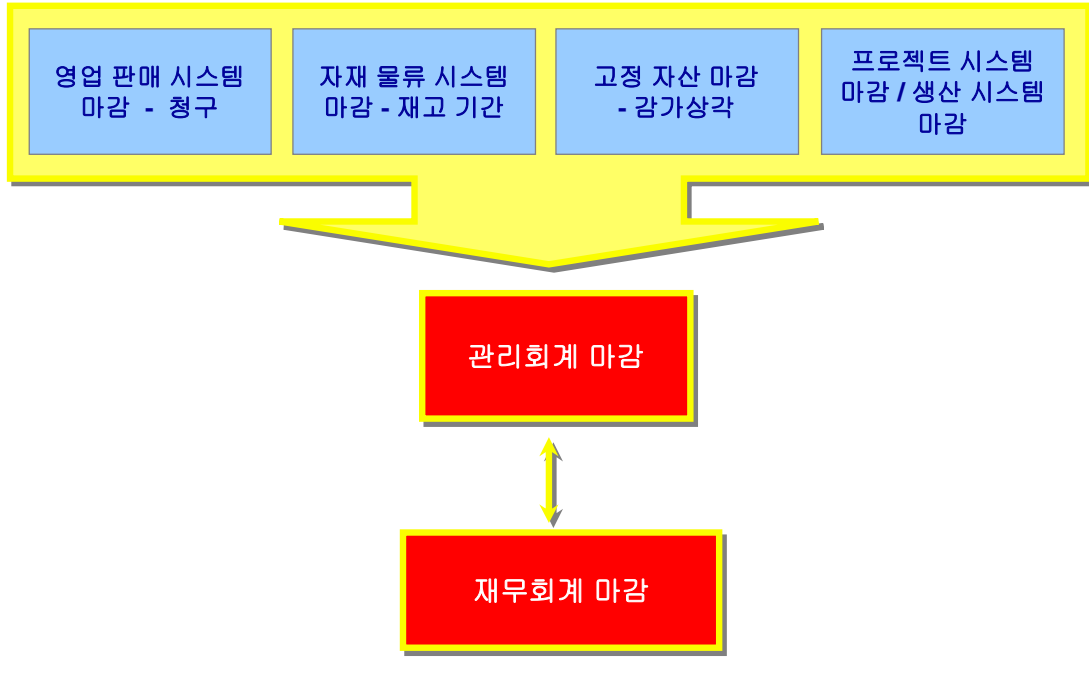 영업 판매 시스템
마감 - 청구
자재 물류 시스템
마감 - 재고 기간
고정 자산 마감
- 감가상각
프로젝트 시스템
마감 / 생산 시스템
마감
관리회계 마감
재무회계 마감